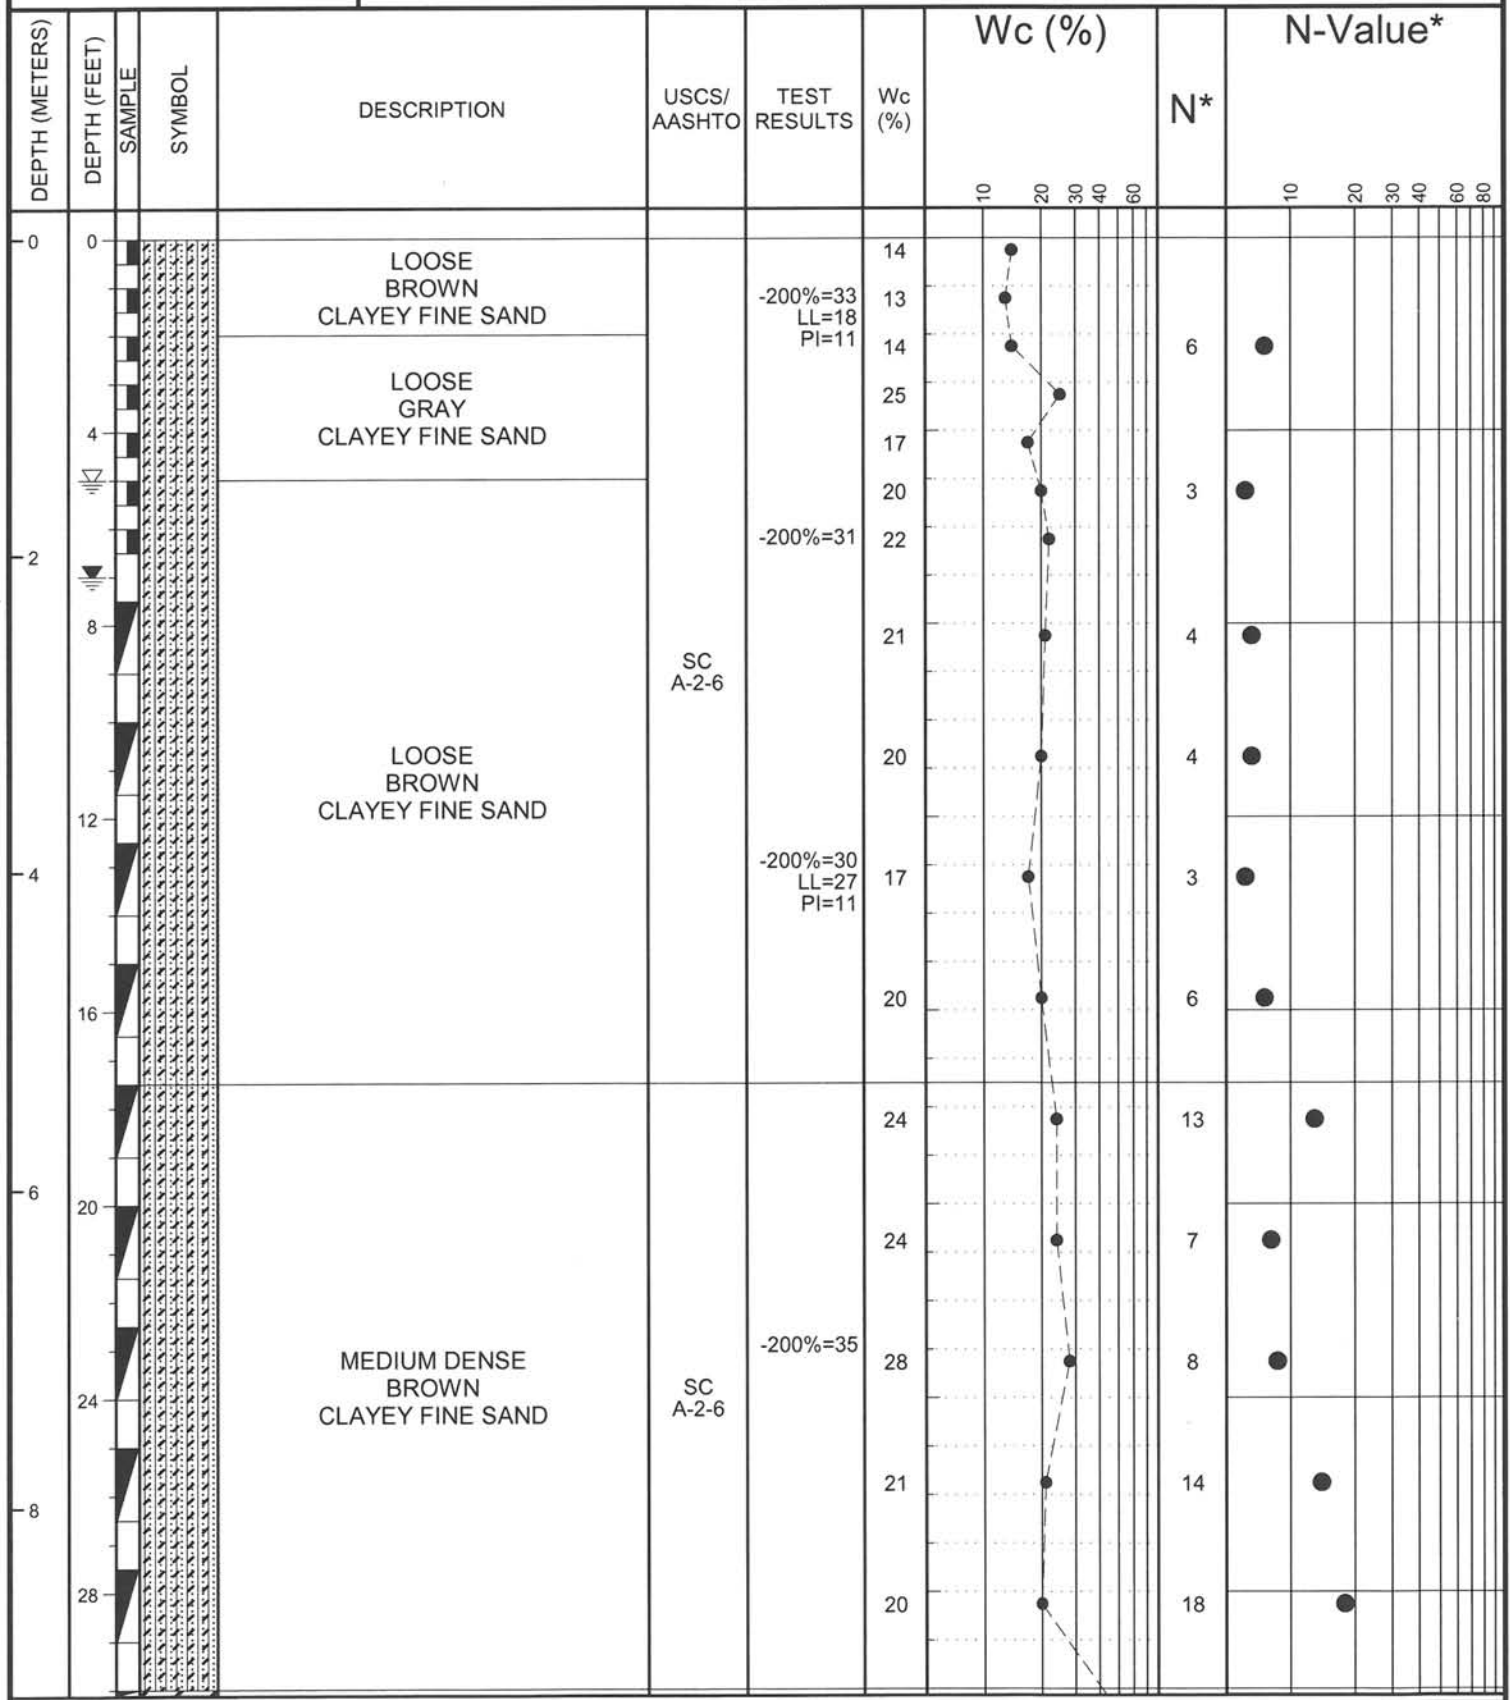 DEPTH (METERS)
DEPTH (FEET)
SAMPLE
SYMBOL
DESCRIPTION
USCS/
AASHTO
TEST
RESULTS
Wc
(%)
Wc (%)
10
20
30
40
60
N*
N-Value*
10
20
30
40
60
80
0
2
4
6
8
0
4
8
12
16
20
24
28
LOOSE
BROWN
CLAYEY FINE SAND
LOOSE
GRAY
CLAYEY FINE SAND
LOOSE
BROWN
CLAYEY FINE SAND
MEDIUM DENSE
BROWN
CLAYEY FINE SAND
SC
A-2-6
SC
A-2-6
-200%=33
LL=18
PI=11
-200%=31
-200%=30
LL=27
PI=11
-200%=35
14
13
14
25
17
20
22
21
20
17
20
24
24
28
21
20
6
3
4
4
3
6
13
7
8
14
18